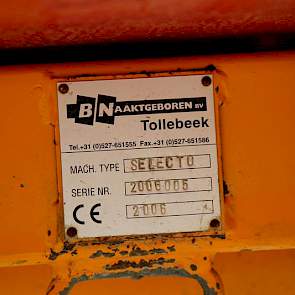 BNAAKTGEBOREN BV
Tollebeek
Tel.+31 (0)527-651555 Fax.+31 (0)527-651586
MACH. TYPE SELECTO
SERIE NR. 2006006
CE 2006